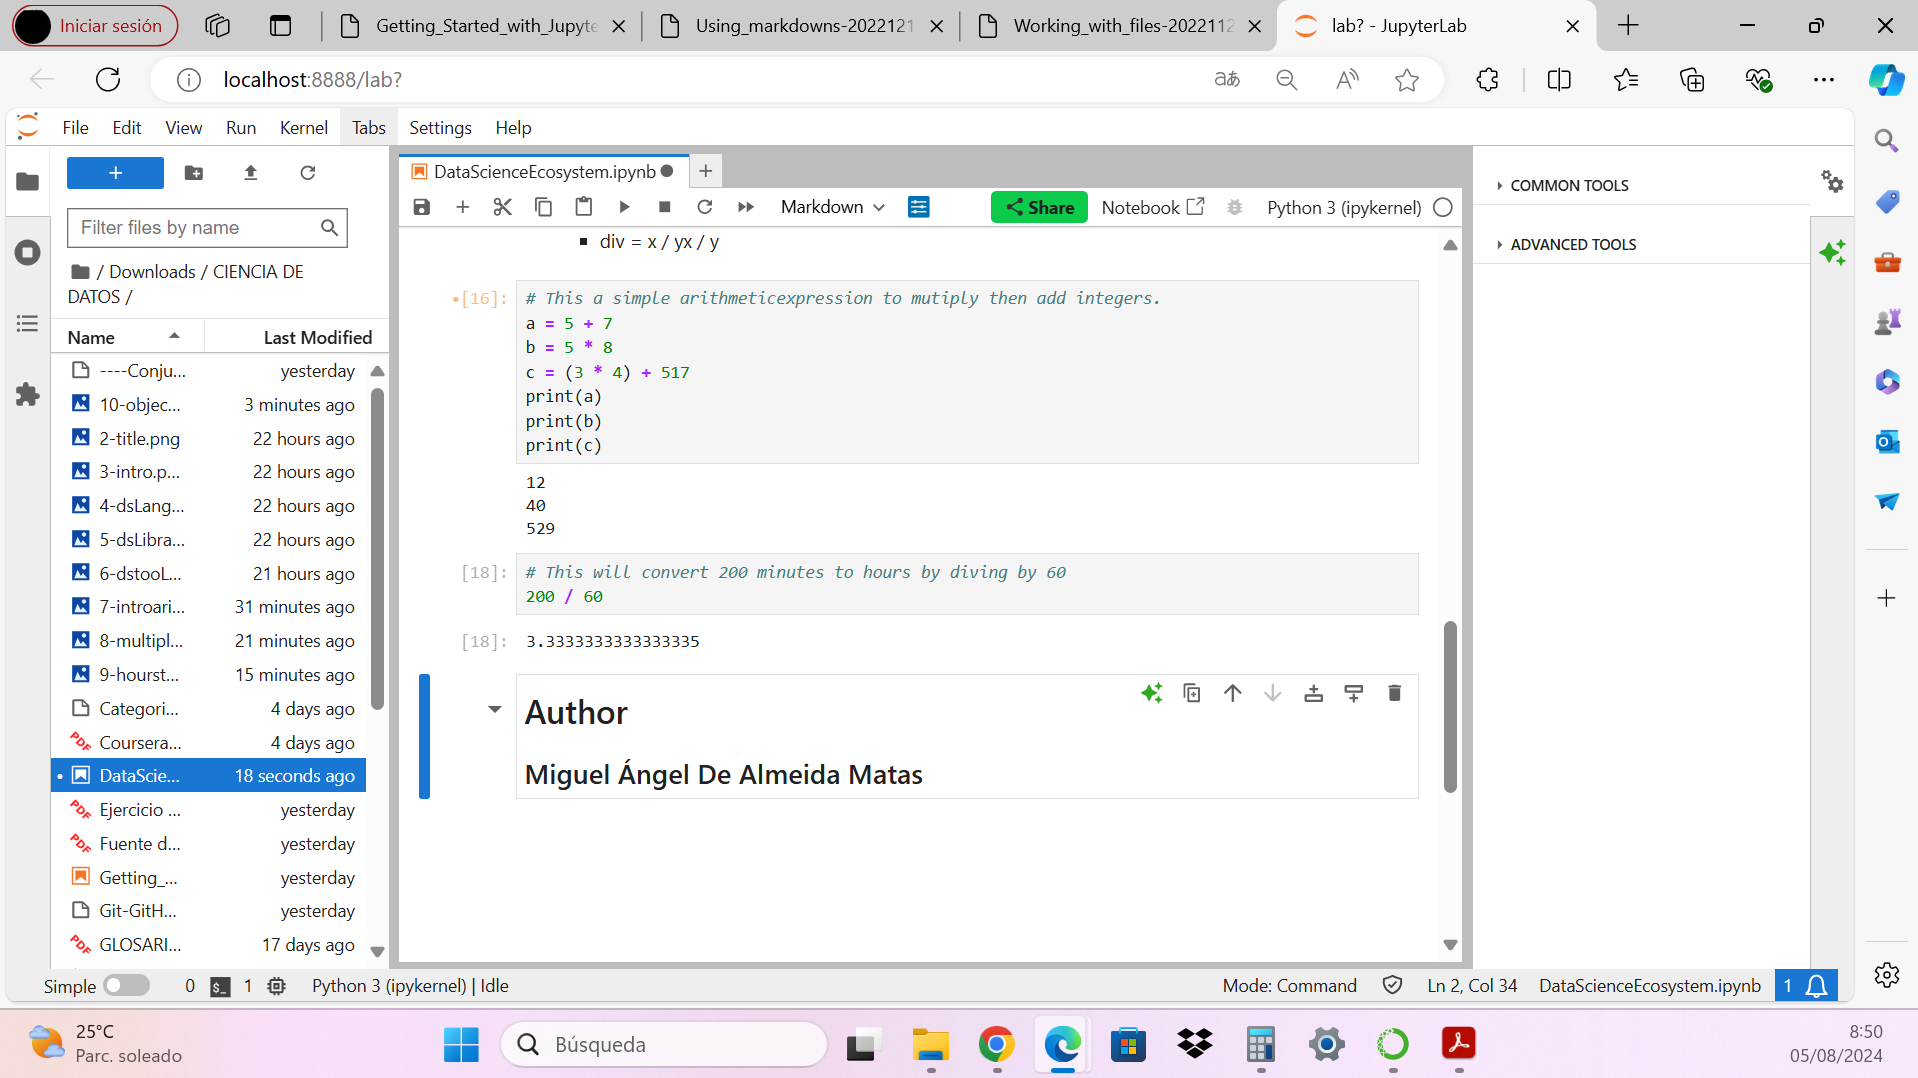 Iniciar sesión
Getting_Started_with_Jupyte
Using_markdowns-2022121
Working_with_files-2022112
lab? - JupyterLab
localhost:8888/lab?
File Edit View Run Kernel Tabs Settings Help
+
DataScienceEcosystem.ipynb
Filter files by name
/ Downloads / CIENCIA DE
DATOS /
Name Last Modified
----Conju... yesterday
10-objec... 3 minutes ago
2-title.png 22 hours ago
3-intro.p... 22 hours ago
4-dsLang... 22 hours ago
5-dsLibra... 22 hours ago
6-dstooL... 21 hours ago
7-introari... 31 minutes ago
8-multipl... 21 minutes ago
9-hourst... 15 minutes ago
Categori... 4 days ago
PDF Coursera... 4 days ago
DataScie... 18 seconds ago
PDF Ejercicio ... yesterday
PDF Fuente d... yesterday
Getting_... yesterday
Git-GitH... yesterday
PDF GLOSARI... 17 days ago
Markdown
Share
Notebook
Python 3 (ipykernel)
div = x / yx / y
[16]:
# This a simple arithmeticexpression to mutiply then add integers.
a = 5 + 7
b = 5 * 8
c = (3 * 4) + 517
print(a)
print(b)
print(c)
12
40
529
[18]:
# This will convert 200 minutes to hours by diving by 60
200 / 60
[18]:
3.3333333333333335
Author
Miguel Ángel De Almeida Matas
COMMON TOOLS
ADVANCED TOOLS
Simple 0 $_ 1 Python 3 (ipykernel) | Idle
Mode: Command Ln 2, Col 34 DataScienceEcosystem.ipynb 1
25°C
Parc. soleado
Búsqueda
8:50
05/08/2024